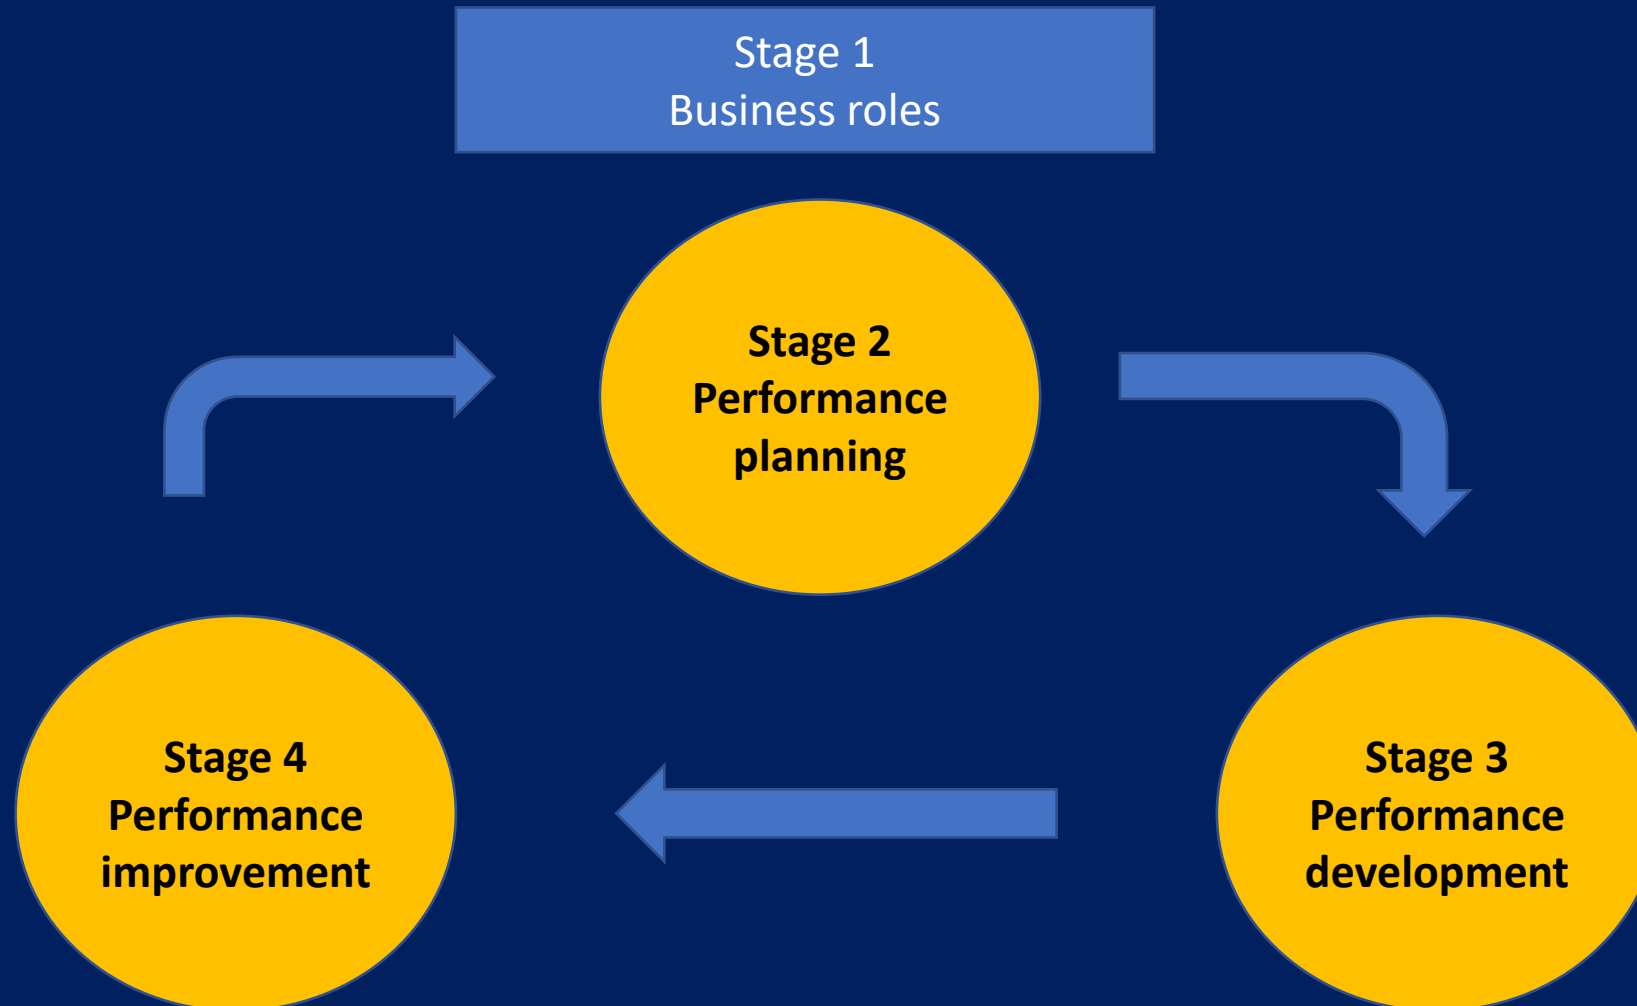 Stage 1
Business roles
Stage 2
Performance
planning
Stage 3
Performance
development
Stage 4
Performance
improvement